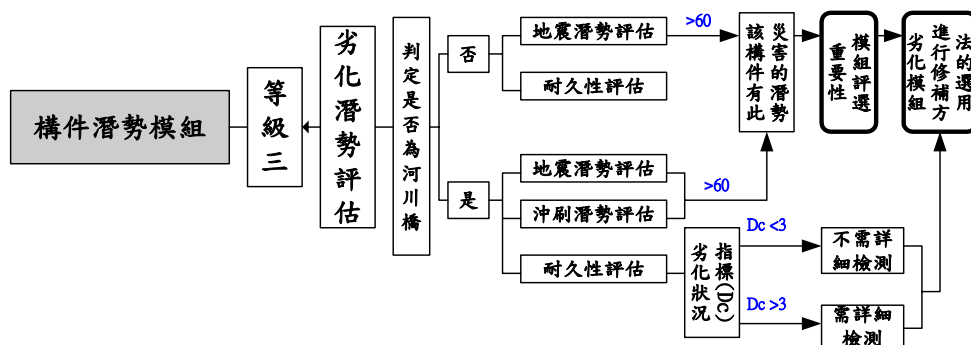 構件潛勢模組
等級三
劣化潛勢評估
判定是否為河川橋
否
地震潛勢評估
>60
耐久性評估
是
地震潛勢評估
沖刷潛勢評估
>60
耐久性評估
災害的潛勢
該構件有此
模組評選
重要性
法的選用
進行修補方
劣化模組
指標(Dc)
劣化狀況
Dc <3
不需詳
細檢測
Dc >3
需詳細
檢測